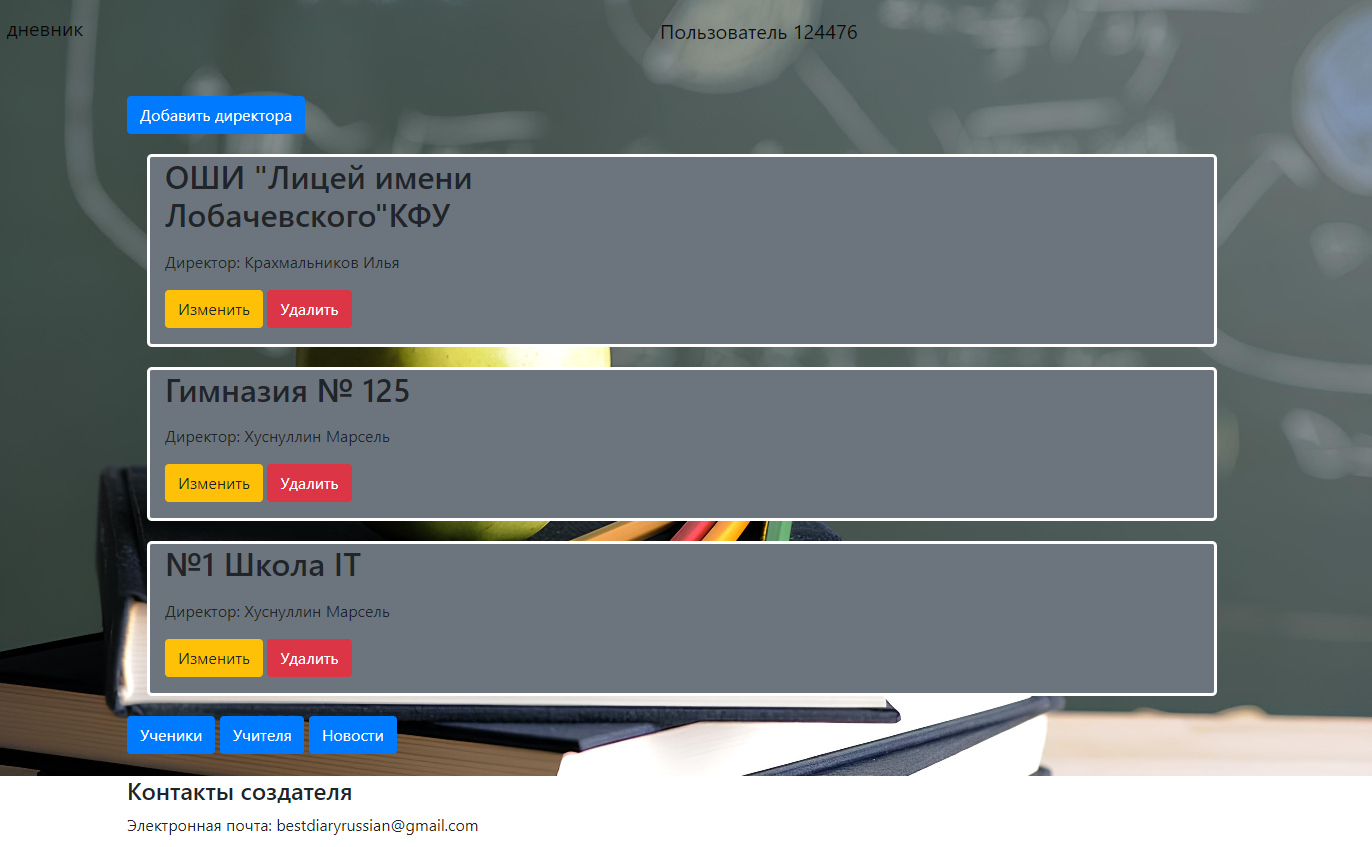 дневник
Пользователь 124476
Добавить директора
ОШИ "Лицей имени
Лобачевского"КФУ
Директор: Крахмальников Илья
Изменить Удалить
Гимназия № 125
Директор: Хуснуллин Марсель
Изменить Удалить
№1 Школа IT
Директор: Хуснуллин Марсель
Изменить Удалить
Ученики Учителя Новости
Контакты создателя
Электронная почта: bestdiaryrussian@gmail.com